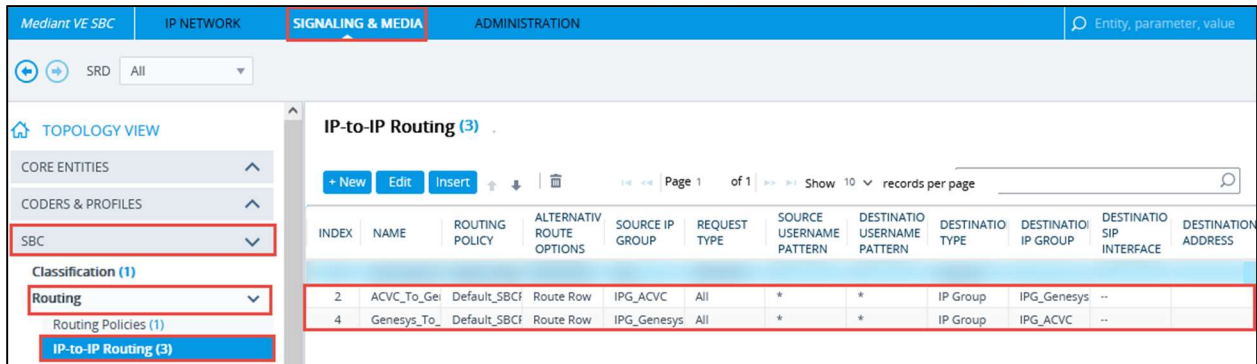 Mediant VE SBC IP NETWORK SIGNALING & MEDIA ADMINISTRATION Entity, parameter, value
SRD All
TOPOLOGY VIEW
CORE ENTITIES
CODERS & PROFILES
SBC
Classification (1)
Routing
Routing Policies (1)
IP-to-IP Routing (3)
IP-to-IP Routing (3)
+ New Edit Insert Page 1 of 1 Show 10 records per page
INDEX NAME ROUTING POLICY ALTERNATIV ROUTE OPTIONS SOURCE IP GROUP REQUEST TYPE SOURCE USERNAME PATTERN DESTINATIO USERNAME PATTERN DESTINATIO TYPE DESTINATIO IP GROUP DESTINATIO SIP INTERFACE DESTINATION ADDRESS
2 ACVC_To_Ge Default_SBCF Route Row IPG_ACVC All * * IP Group IPG_Genesys --
4 Genesys_To_ Default_SBCF Route Row IPG_Genesys All * * IP Group IPG_ACVC --